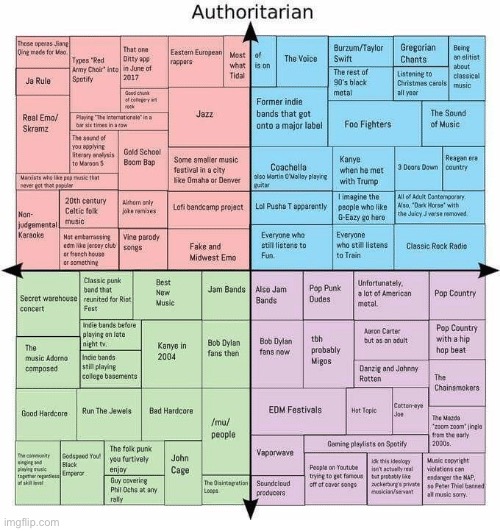 Authoritarian
Those operas Jiang
Qing made for Mao.
Ja Rule
Types "Red
Army Choir" into
Spotify
That one
Ditty app
in June of
2017
Good chunk
of category art
rock
Eastern European
rappers
Most
what
Tidal
of
is on
The Voice
Burzum/Taylor
Swift
The rest of
90's black
metal
Gregorian
Chants
Listening to
Christmas carols
all year
Being
an elitist
about
classical
music
Real Emo/
Skramz
Playing "The Internationale" in a
bar six times in a row
Jazz
Former indie
bands that got
onto a major label
Foo Fighters
The Sound
of Music
The sound of
you applying
literary analysis
to Maroon 5
Gold School
Boom Bap
Some smaller music
festival in a city
like Omaha or Denver
Coachella
also Martin O'Malley playing
guitar
Kanye
when he met
with Trump
3 Doors Down
Reagan era
country
Marxists who like pop music that
never got that popular
Non-
judgemental
Karaoke
20th century
Celtic folk
music
only
joke remixes
Lofi bandcamp project
Lol Pusha T apparently
I imagine the
people who like
G-Eazy go here
All of Adult Contemporary.
Also, "Dark Horse" with
the Juicy J verse removed.
Not embarrassing
edm like jersey club
or french house
or something
Vine parody
songs
Fake and
Midwest Emo
Everyone who
still listens to
Fun.
Everyone
who still listens
to Train
Classic Rock Radio
Secret warehouse
concert
Classic punk
band that
reunited for Riot
Fest
Best
New
Music
Jam Bands
Also Jam
Bands
Pop Punk
Dudes
Unfortunately,
a lot of American
metal.
Pop Country
The
music Adorno
composed
Indie bands before
playing on late
night tv.
Indie bands
still playing
college basements
Kanye in
2004
Bob Dylan
fans then
Bob Dylan
fans now
tbh
probably
Migos
Aaron Carter
but as an adult
Pop Country
with a hip
hop beat
Danzig and Johnny
Rotten
The
Chainsmokers
Good Hardcore
Run The Jewels
Bad Hardcore
/mu/
people
EDM Festivals
Hot Topic
Cotton-eye
Joe
The Mazda
"zoom zoom" jingle
from the early
2000s.
The community
singing and
playing music
together regardless
of skill level
Godspeed You!
Black
Emperor
The folk punk
you furtively
enjoy
Guy covering
Phil Ochs at any
rally
John
Cage
The Disintegration
Loops.
Vaporwave
Soundcloud
producers
Gaming playlists on Spotify
People on Youtube
trying to get famous
off of cover songs
Idk this ideology
isn't actually real
but probably like
zuckerburg's private
musician/servant
Music copyright
violations can
endanger the NAP,
so Peter Thiel banned
all music sorry.
imgflip.com